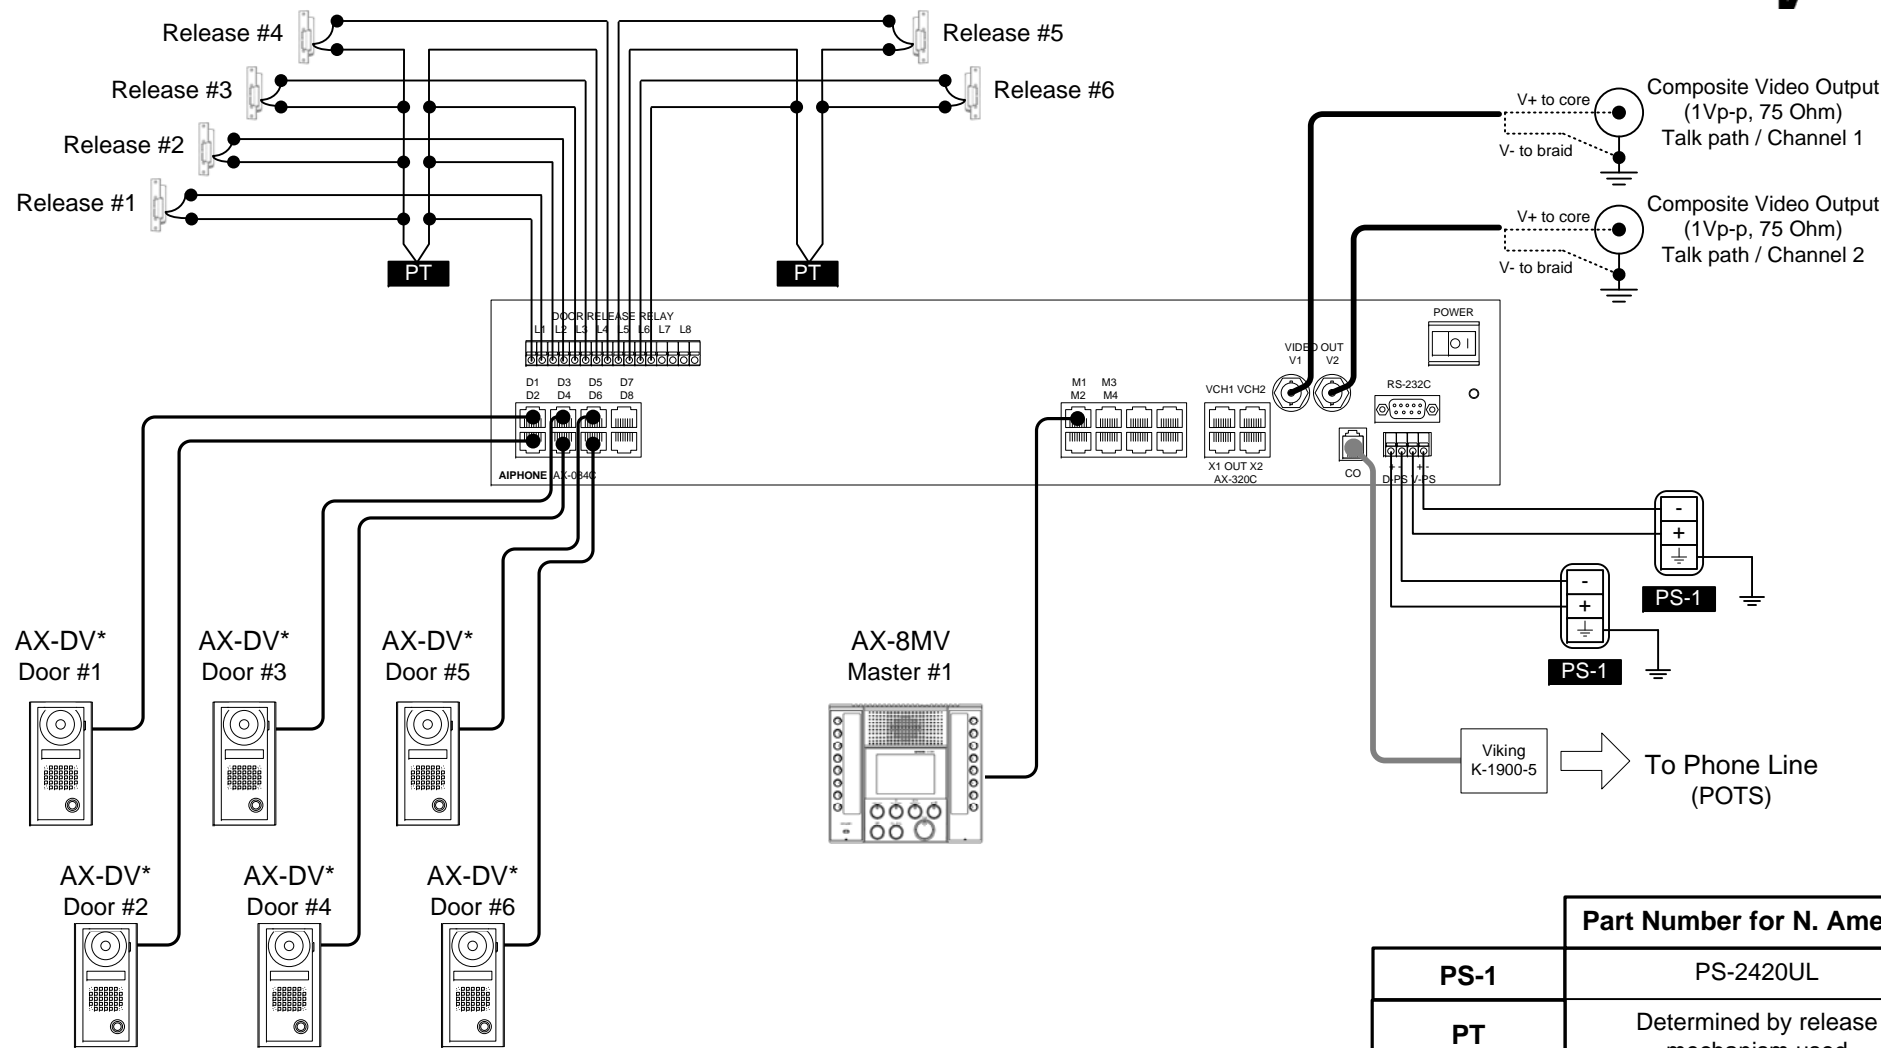 Release #4
Release #5
Release #3
Release #6
Release #2
Release #1
PT
PT
V+ to core
V- to braid
Composite Video Output
(1Vp-p, 75 Ohm)
Talk path / Channel 1
V+ to core
V- to braid
Composite Video Output
(1Vp-p, 75 Ohm)
Talk path / Channel 2
DOOR RELEASE RELAY
L1 L2 L3 L4 L5 L6 L7 L8
D1 D3 D5 D7
D2 D4 D6 D8
AIPHONE AX-084C
M1 M3
M2 M4
VCH1 VCH2
X1 OUT X2
AX-320C
VIDEO OUT
V1 V2
POWER
RS-232C
CO
+ - + -
D-PS V-PS
-
+
PS-1
-
+
PS-1
AX-DV*
Door #1
AX-DV*
Door #3
AX-DV*
Door #5
AX-8MV
Master #1
Viking
K-1900-5
To Phone Line
(POTS)
AX-DV*
Door #2
AX-DV*
Door #4
AX-DV*
Door #6
Part Number for N. Ame
PS-1 PS-2420UL
PT Determined by release
mechanism used